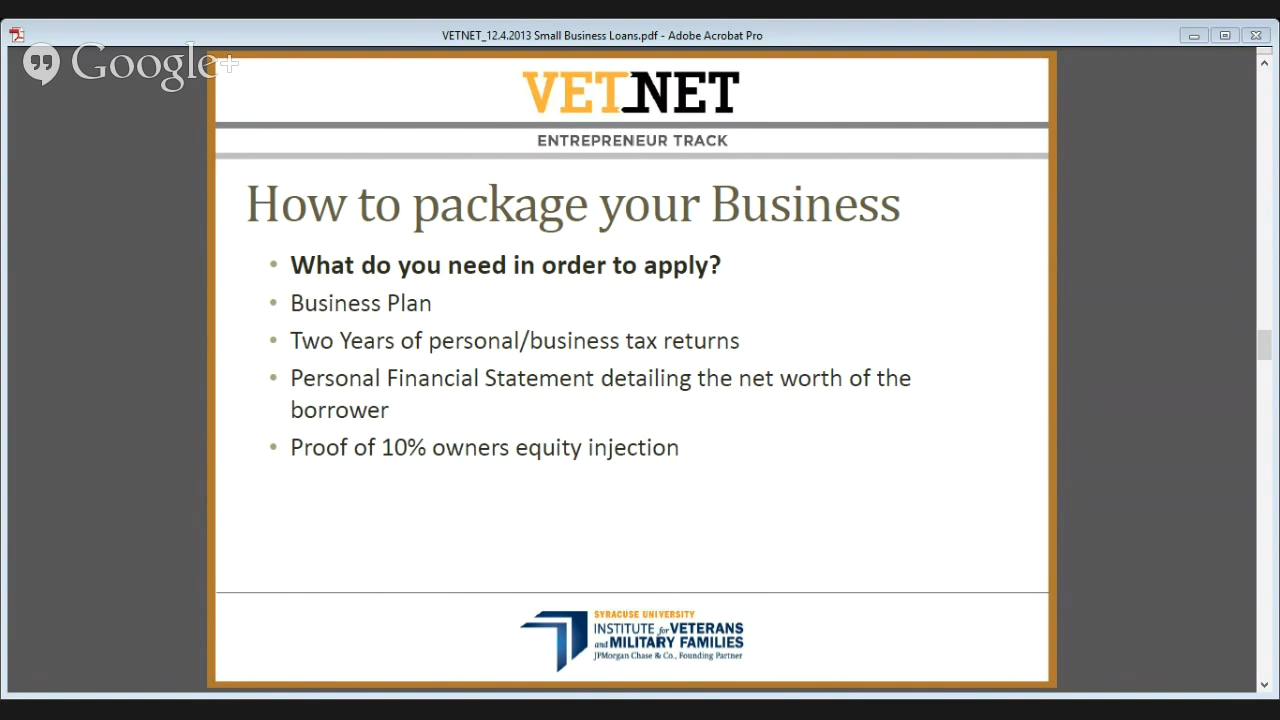 VETNET_12.4.2013 Small Business Loans.pdf - Adobe Acrobat Pro
Google+
VETNET
ENTREPRENEUR TRACK
How to package your Business
• What do you need in order to apply?
• Business Plan
• Two Years of personal/business tax returns
• Personal Financial Statement detailing the net worth of the
borrower
• Proof of 10% owners equity injection
SYRACUSE UNIVERSITY
INSTITUTE for VETERANS
and MILITARY FAMILIES
JPMorgan Chase & Co., Founding Partner